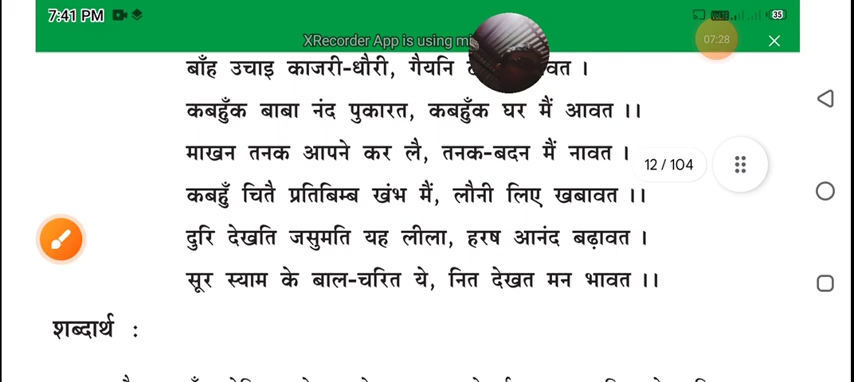 7:41 PM
35
XRecorder App is using mi
07:28
बाँह उचाइ काजरी-धौरी, गैयनि वत ।
कबहुँक बाबा नंद पुकारत, कबहुँक घर मैं आवत ।।
माखन तनक आपने कर लै, तनक-बदन मैं नावत ।
12 / 104
कबहुँ चितै प्रतिबिम्ब खंभ मैं, लौनी लिए खबावत ।।
दुरि देखति जसुमति यह लीला, हरष आनंद बढ़ावत ।
सूर स्याम के बाल-चरित ये, नित देखत मन भावत ।।
शब्दार्थ :